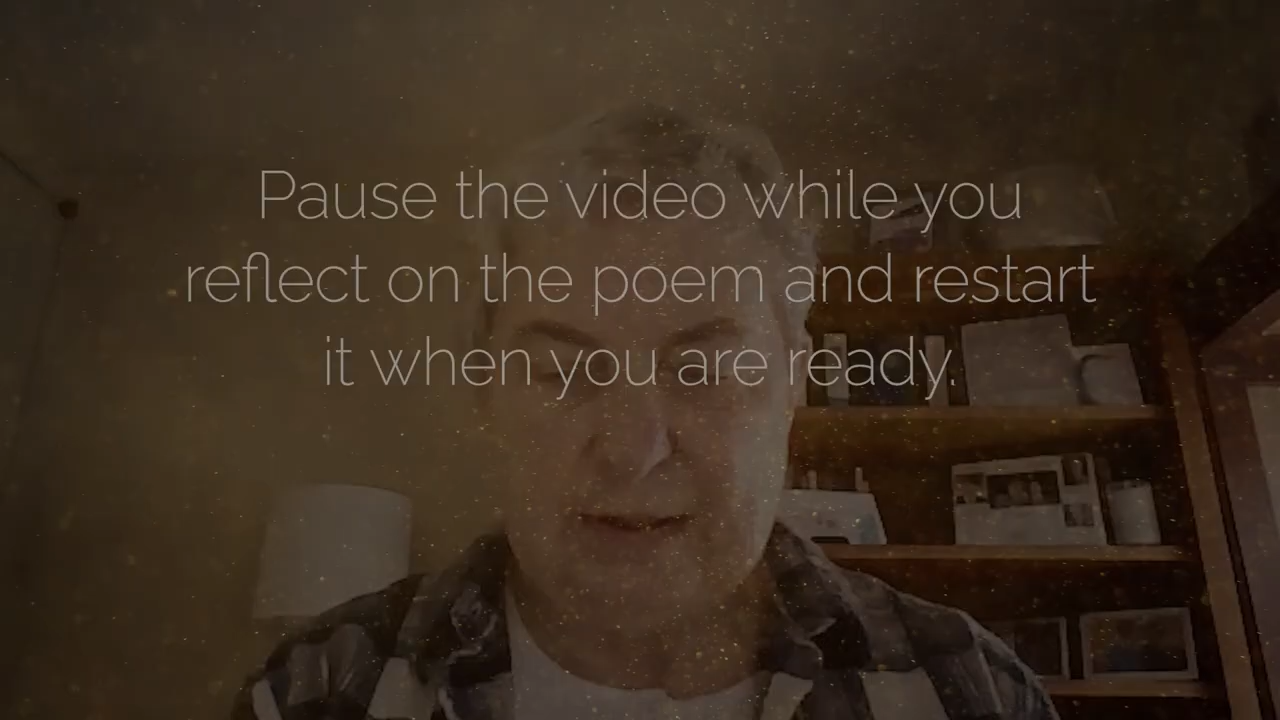 Pause the video while you
reflect on the poem and restart
it when you are ready.